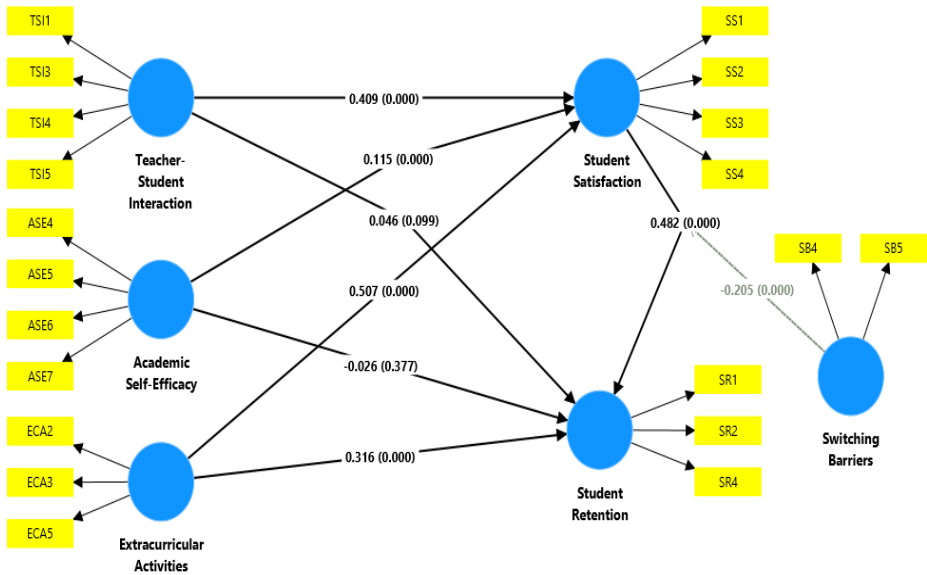 TSI1
TSI3
TSI4
TSI5
Teacher-
Student
Interaction
ASE4
ASE5
ASE6
ASE7
Academic
Self-Efficacy
ECA2
ECA3
ECA5
Extracurricular
Activities
0.409 (0.000)
0.115 (0.000)
0.046 (0.099)
0.507 (0.000)
-0.026 (0.377)
0.316 (0.000)
SS1
SS2
SS3
SS4
Student
Satisfaction
0.482 (0.000)
-0.205 (0.000)
SB4
SB5
Switching
Barriers
SR1
SR2
SR4
Student
Retention